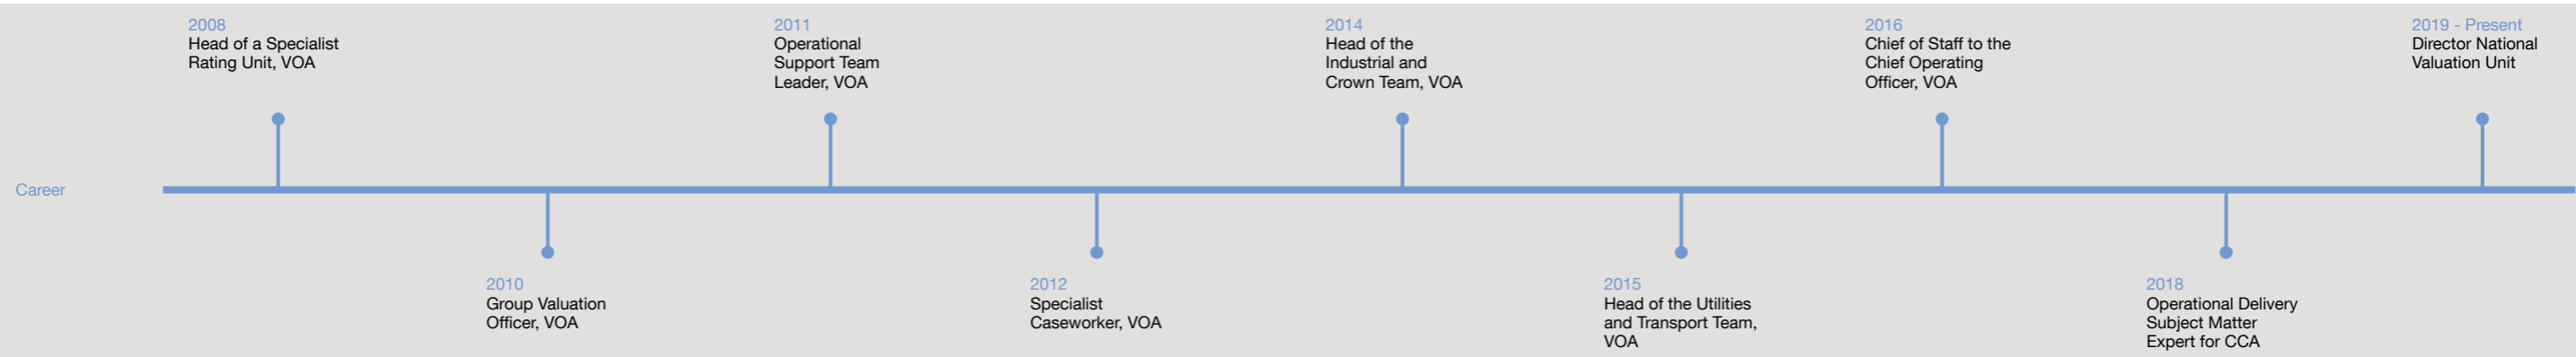 2008
Head of a Specialist
Rating Unit, VOA
2011
Operational
Support Team
Leader, VOA
2014
Head of the
Industrial and
Crown Team, VOA
2016
Chief of Staff to the
Chief Operating
Officer, VOA
2019 - Present
Director National
Valuation Unit
Career
2010
Group Valuation
Officer, VOA
2012
Specialist
Caseworker, VOA
2015
Head of the Utilities
and Transport Team,
VOA
2018
Operational Delivery
Subject Matter
Expert for CCA